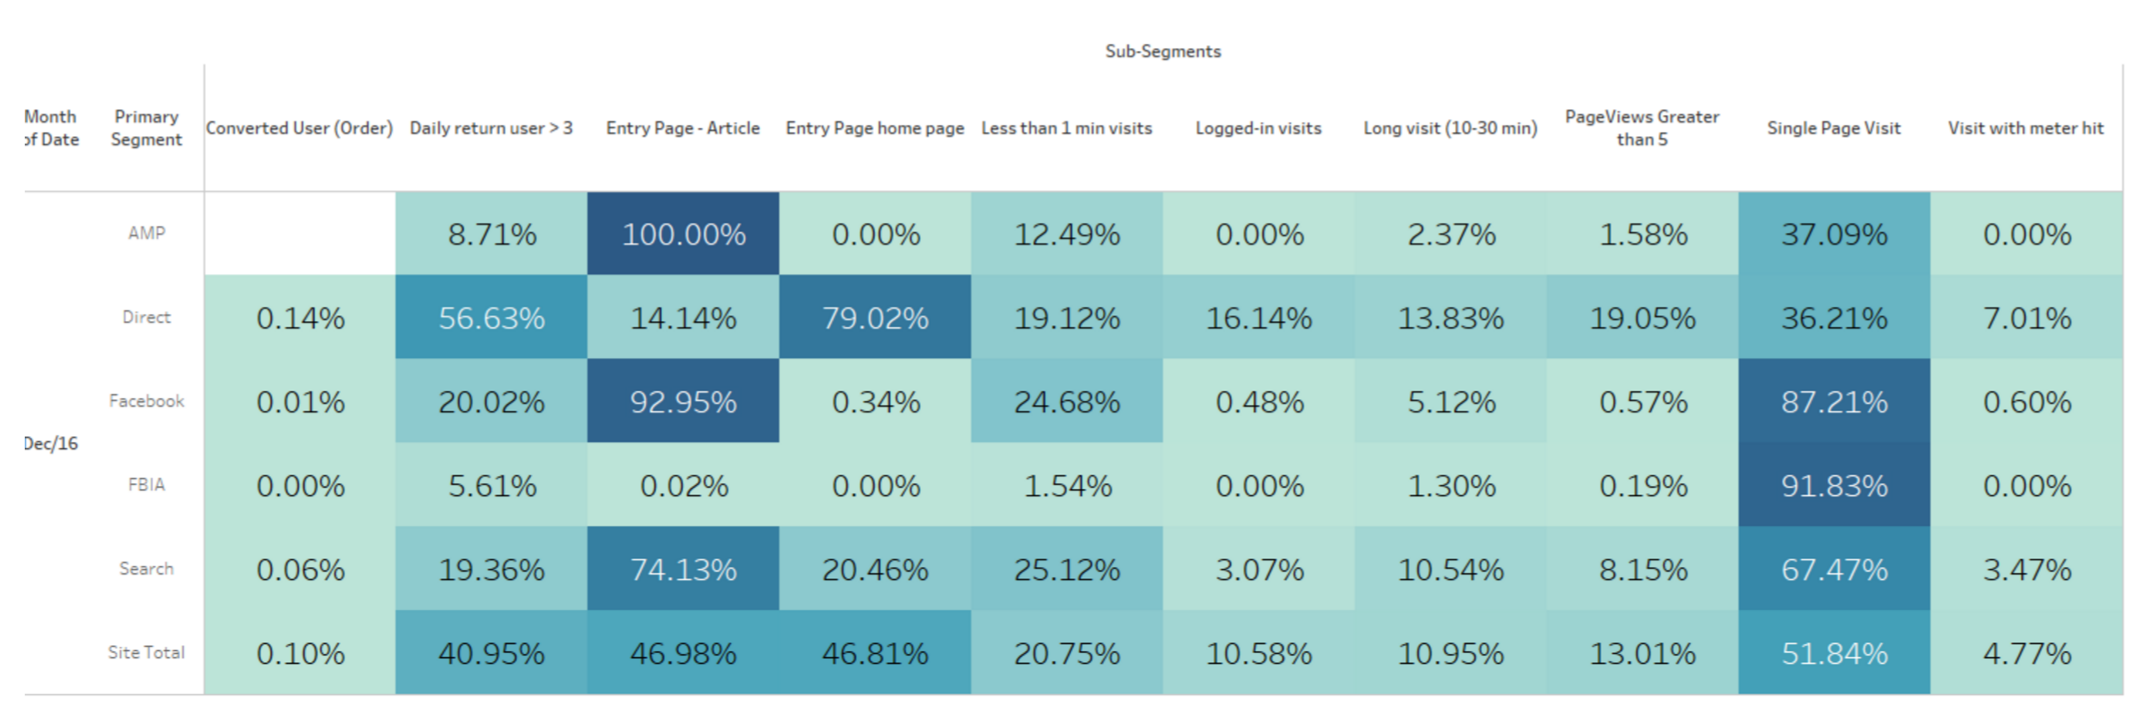 Sub-Segments
Month of Date Primary Segment Converted User (Order) Daily return user > 3 Entry Page - Article Entry Page home page Less than 1 min visits Logged-in visits Long visit (10-30 min) PageViews Greater than 5 Single Page Visit Visit with meter hit
AMP 8.71% 100.00% 0.00% 12.49% 0.00% 2.37% 1.58% 37.09% 0.00%
Direct 0.14% 56.63% 14.14% 79.02% 19.12% 16.14% 13.83% 19.05% 36.21% 7.01%
Facebook 0.01% 20.02% 92.95% 0.34% 24.68% 0.48% 5.12% 0.57% 87.21% 0.60%
Dec/16
FBIA 0.00% 5.61% 0.02% 0.00% 1.54% 0.00% 1.30% 0.19% 91.83% 0.00%
Search 0.06% 19.36% 74.13% 20.46% 25.12% 3.07% 10.54% 8.15% 67.47% 3.47%
Site Total 0.10% 40.95% 46.98% 46.81% 20.75% 10.58% 10.95% 13.01% 51.84% 4.77%